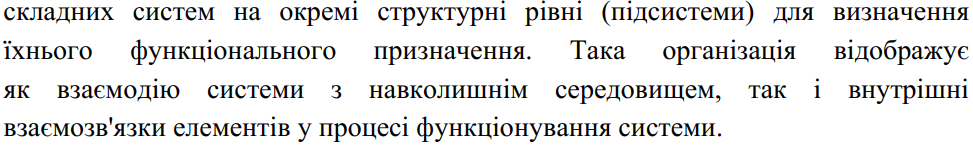 складних систем на окремі структурні рівні (підсистеми) для визначення
їхнього функціонального призначення. Така організація відображує
як взаємодію системи з навколишнім середовищем, так і внутрішні
взаємозв'язки елементів у процесі функціонування системи.